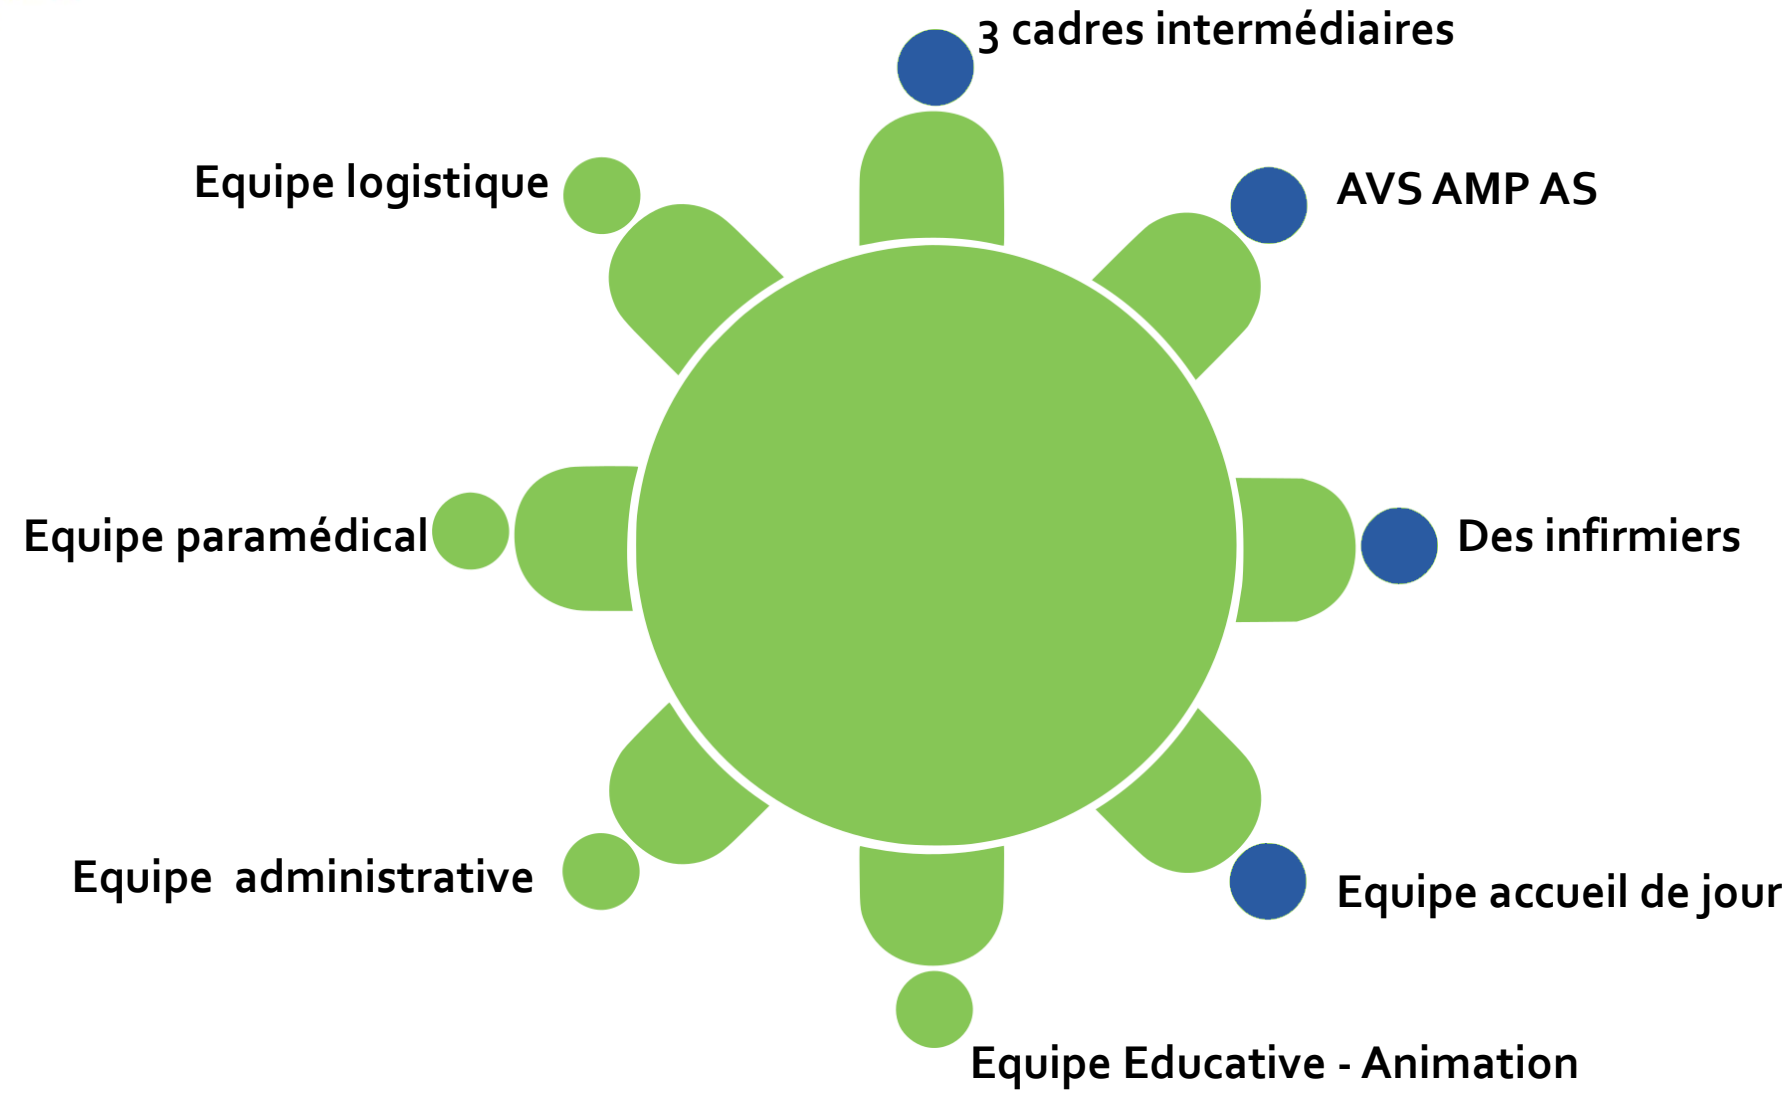 3 cadres intermédiaires
Equipe logistique
AVS AMP AS
Equipe paramédical
Des infirmiers
Equipe  administrative
Equipe accueil de jour
Equipe Educative - Animation